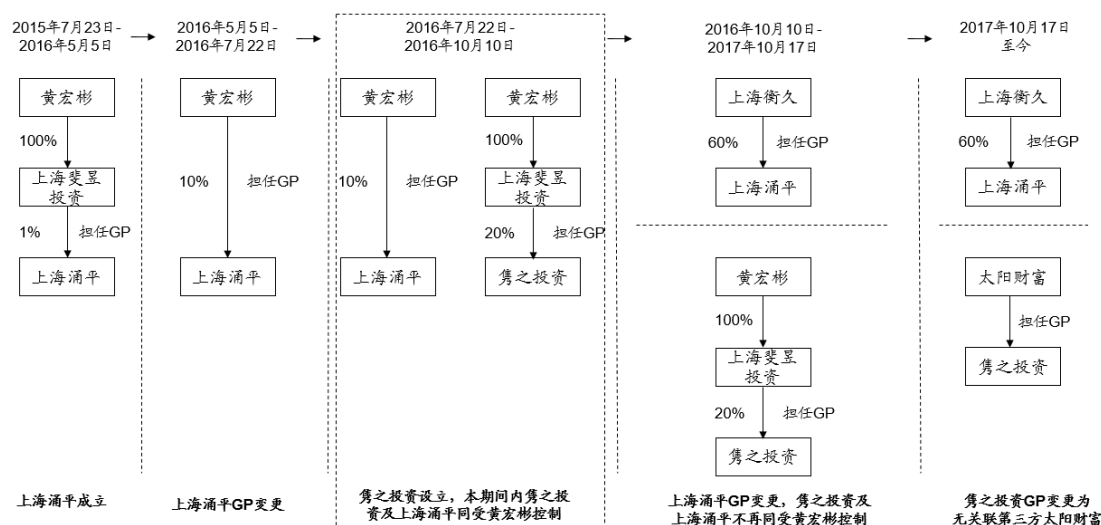 2015年7月23日-
2016年5月5日
2016年5月5日-
2016年7月22日
2016年7月22日-
2016年10月10日
2016年10月10日-
2017年10月17日
2017年10月17日
至今
黄宏彬
100%
上海斐昱
投资
1%
担任GP
上海涌平
上海涌平成立
黄宏彬
10%
担任GP
上海涌平
上海涌平GP变更
黄宏彬
10%
担任GP
上海涌平
黄宏彬
100%
上海斐昱
投资
20%
担任GP
隽之投资
隽之投资设立，本期间内隽之投
资及上海涌平同受黄宏彬控制
上海衡久
60%
担任GP
上海涌平
黄宏彬
100%
上海斐昱
投资
20%
担任GP
隽之投资
上海涌平GP变更，隽之投资及
上海涌平不再同受黄宏彬控制
上海衡久
60%
担任GP
上海涌平
太阳财富
担任GP
隽之投资
隽之投资GP变更为
无关联第三方太阳财富